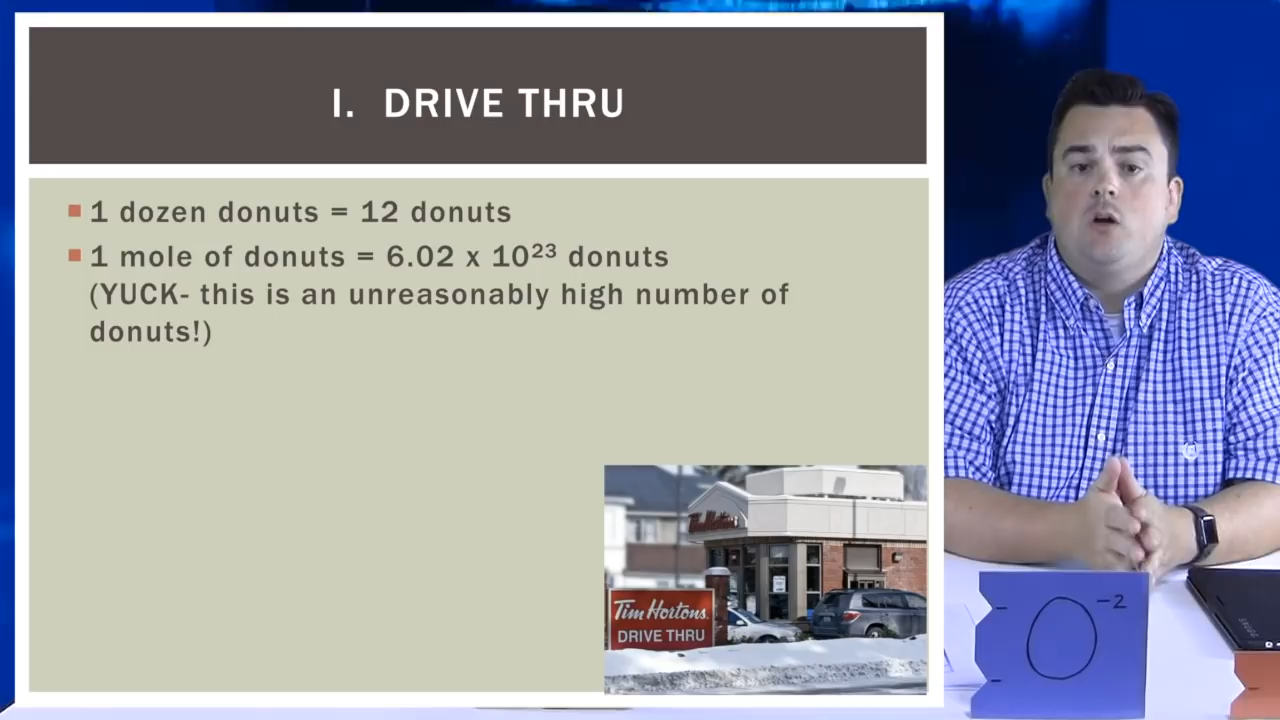 I. DRIVE THRU
1 dozen donuts = 12 donuts
1 mole of donuts = 6.02 x 10²³ donuts
(YUCK- this is an unreasonably high number of
donuts!)
Tim Hortons
Tim Hortons
DRIVE THRU
O⁻²